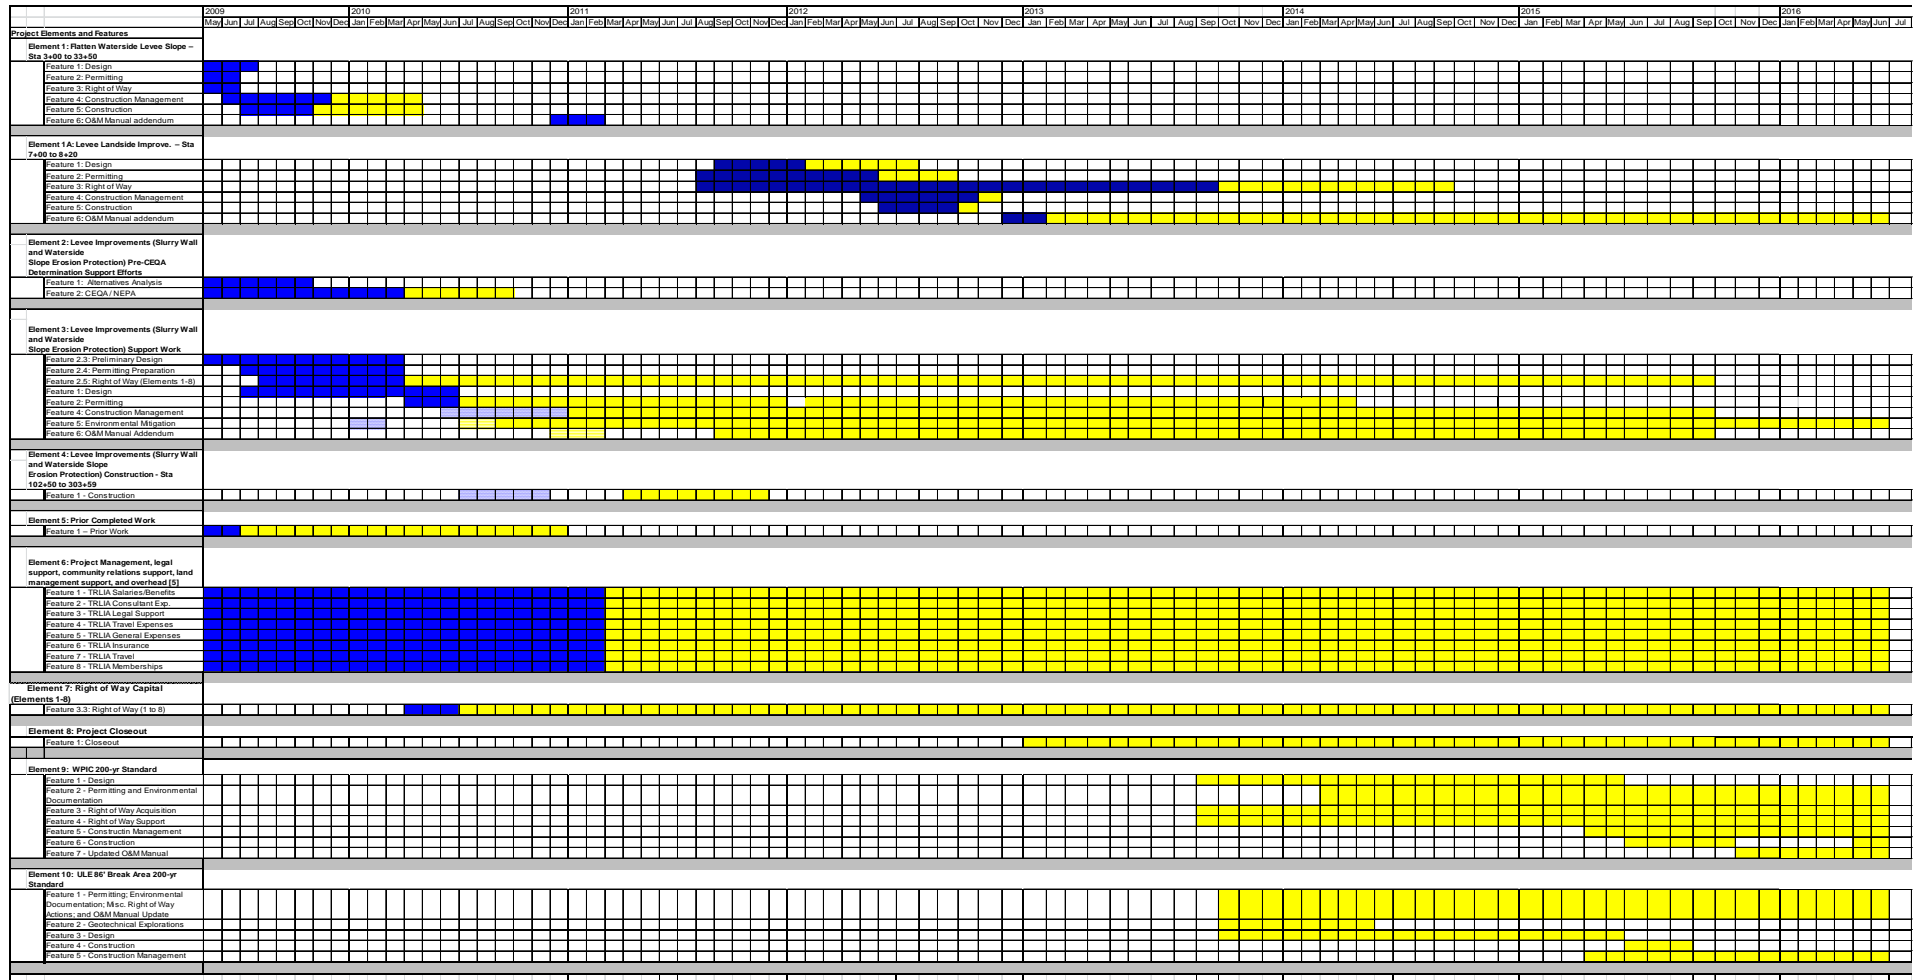 2009 2010 2011 2012 2013 2014 2015 2016
May Jun Jul Aug Sep Oct Nov Dec Jan Feb Mar Apr May Jun Jul Aug Sep Oct Nov Dec Jan Feb Mar Apr May Jun Jul Aug Sep Oct Nov Dec Jan Feb Mar Apr May Jun Jul Aug Sep Oct Nov Dec Jan Feb Mar Apr May Jun Jul Aug Sep Oct Nov Dec Jan Feb Mar Apr May Jun Jul Aug Sep Oct Nov Dec Jan Feb Mar Apr May Jun Jul Aug Sep Oct Nov Dec Jan Feb Mar Apr May Jun Jul
Project Elements and Features
Element 1: Flatten Waterside Levee Slope –
Sta 3+00 to 33+50
Feature 1: Design
Feature 2: Permitting
Feature 3: Right of Way
Feature 4: Construction Management
Feature 5: Construction
Feature 6: O&M Manual addendum
Element 1A: Levee Landside Improve. – Sta
7+00 to 8+20
Feature 1: Design
Feature 2: Permitting
Feature 3: Right of Way
Feature 4: Construction Management
Feature 5: Construction
Feature 6: O&M Manual addendum
Element 2: Levee Improvements (Slurry Wall
and Waterside
Slope Erosion Protection) Pre-CEQA
Determination Support Efforts
Feature 1: Alternatives Analysis
Feature 2: CEQA / NEPA
Element 3: Levee Improvements (Slurry Wall
and Waterside
Slope Erosion Protection) Support Work
Feature 2.3: Preliminary Design
Feature 2.4: Permitting Preparation
Feature 2.5: Right of Way (Elements 1-8)
Feature 1: Design
Feature 2: Permitting
Feature 4: Construction Management
Feature 5: Environmental Mitigation
Feature 6: O&M Manual Addendum
Element 4: Levee Improvements (Slurry Wall
and Waterside Slope
Erosion Protection) Construction - Sta
102+50 to 303+59
Feature 1 - Construction
Element 5: Prior Completed Work
Feature 1 – Prior Work
Element 6: Project Management, legal
support, community relations support, land
management support, and overhead [5]
Feature 1 - TRLIA Salaries/Benefits
Feature 2 - TRLIA Consultant Exp.
Feature 3 - TRLIA Legal Support
Feature 4 - TRLIA Travel Expenses
Feature 5 - TRLIA General Expenses
Feature 6 - TRLIA Insurance
Feature 7 - TRLIA Travel
Feature 8 - TRLIA Memberships
Element 7: Right of Way Capital
(Elements 1-8)
Feature 3.3: Right of Way (1 to 8)
Element 8: Project Closeout
Feature 1: Closeout
Element 9: WPIC 200-yr Standard
Feature 1 - Design
Feature 2 - Permitting and Environmental
Documentation
Feature 3 - Right of Way Acquisition
Feature 4 - Right of Way Support
Feature 5 - Constructin Management
Feature 6 - Construction
Feature 7 - Updated O&M Manual
Element 10: ULE 86' Break Area 200-yr
Standard
Feature 1 - Permitting; Environmental
Documentation; Misc. Right of Way
Actions; and O&M Manual Update
Feature 2 - Geotechnical Explorations
Feature 3 - Design
Feature 4 - Construction
Feature 5 - Construction Management